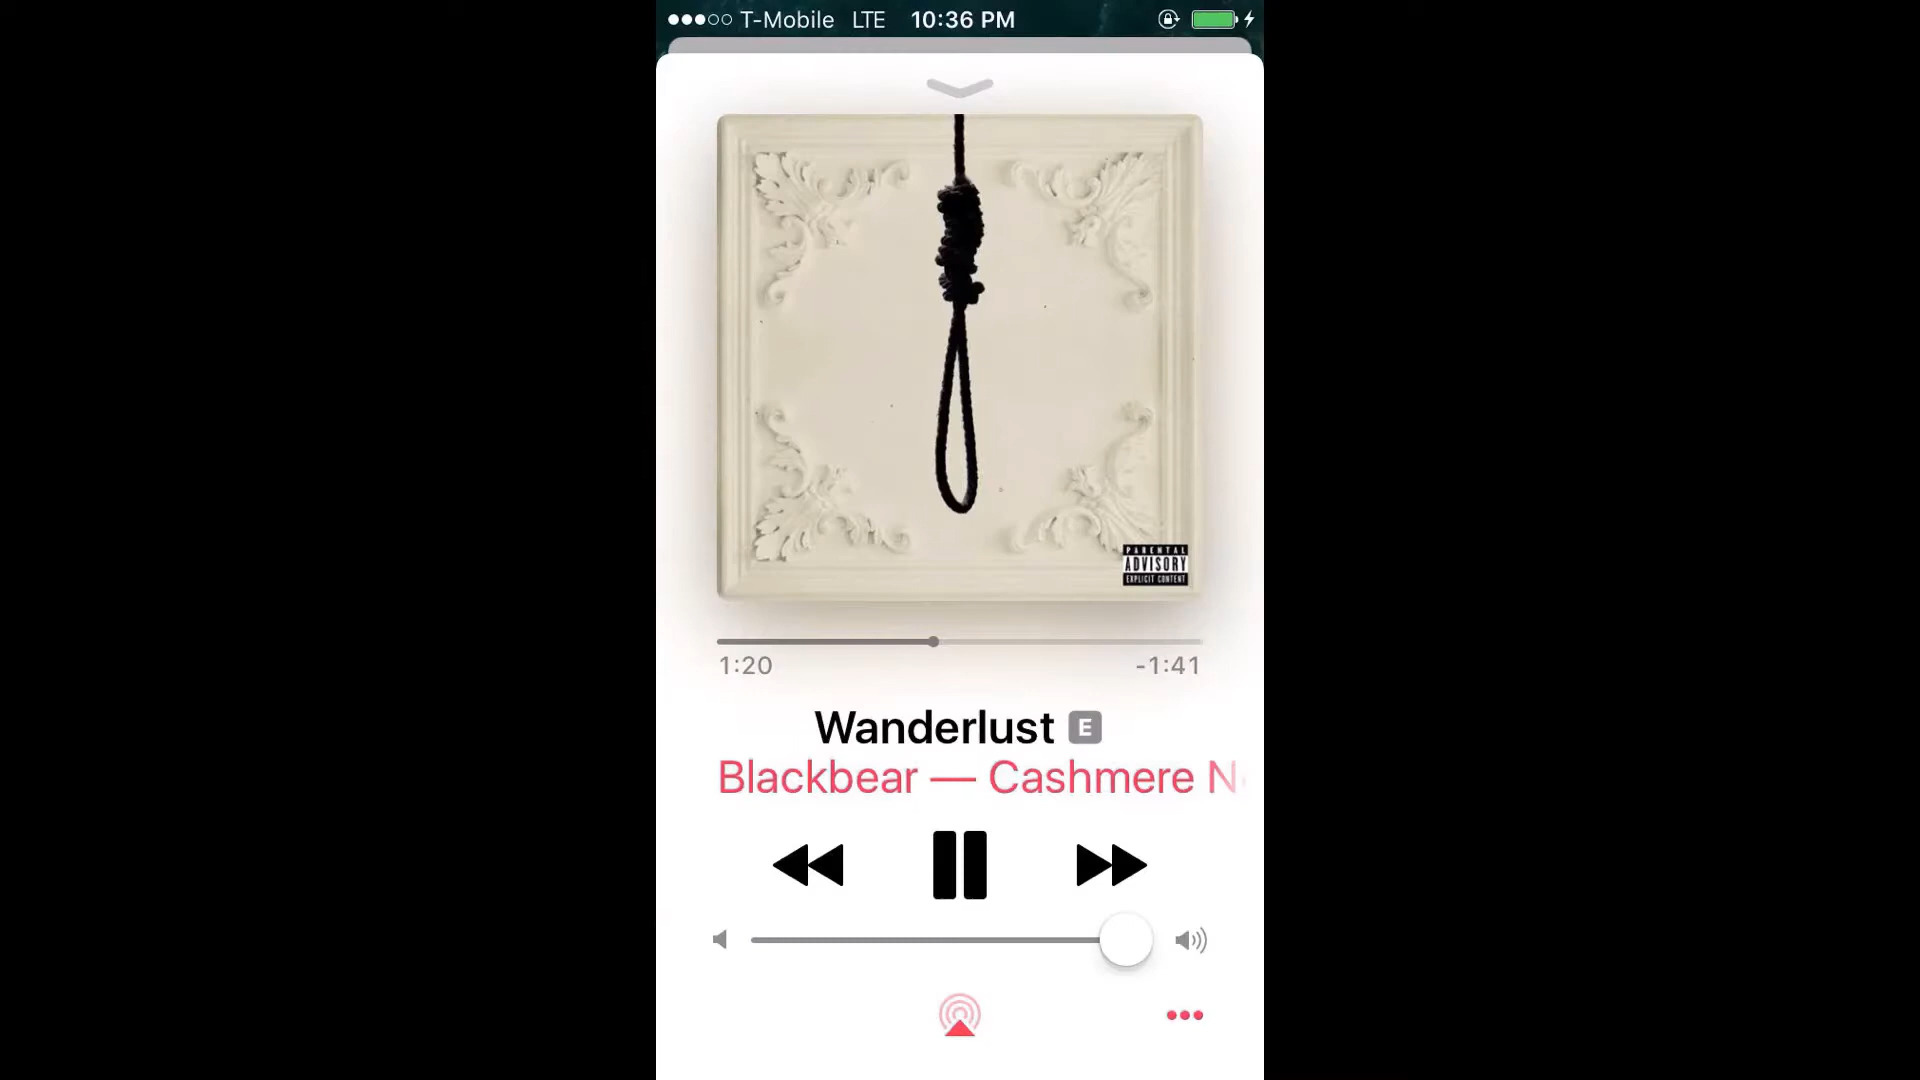 T-Mobile LTE 10:36 PM
PARENTAL
ADVISORY
EXPLICIT CONTENT
1:20 -1:41
Wanderlust E
Blackbear — Cashmere N